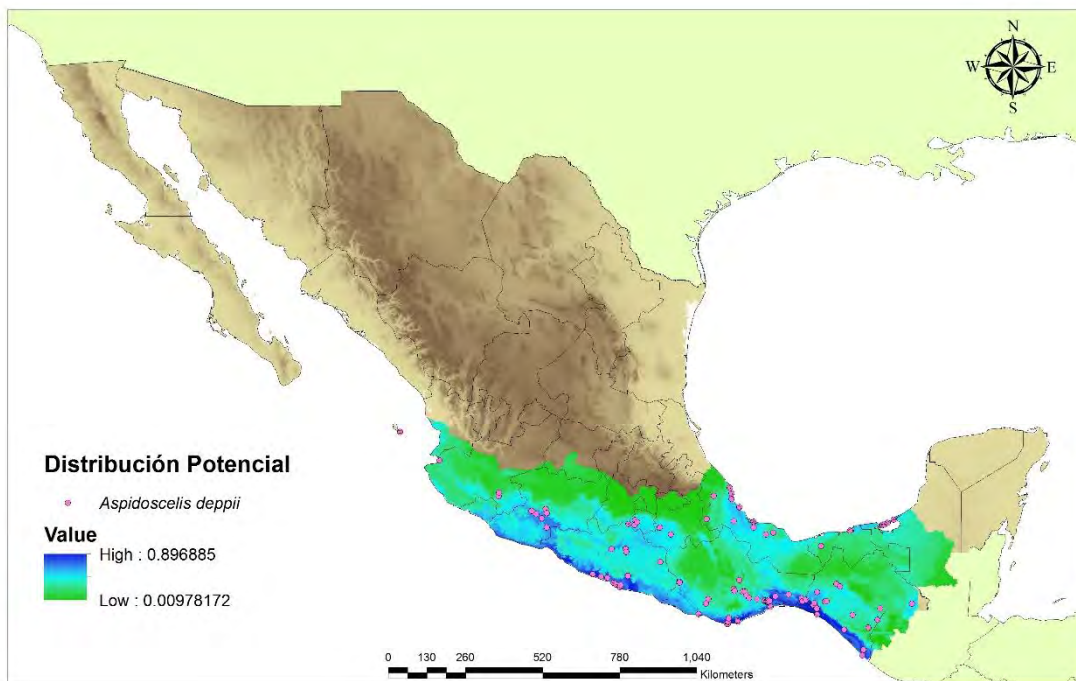 N
W E
S
Distribución Potencial
Aspidoscelis deppii
Value
High : 0.896885
Low : 0.00978172
0 130 260 520 780 1,040
Kilometers